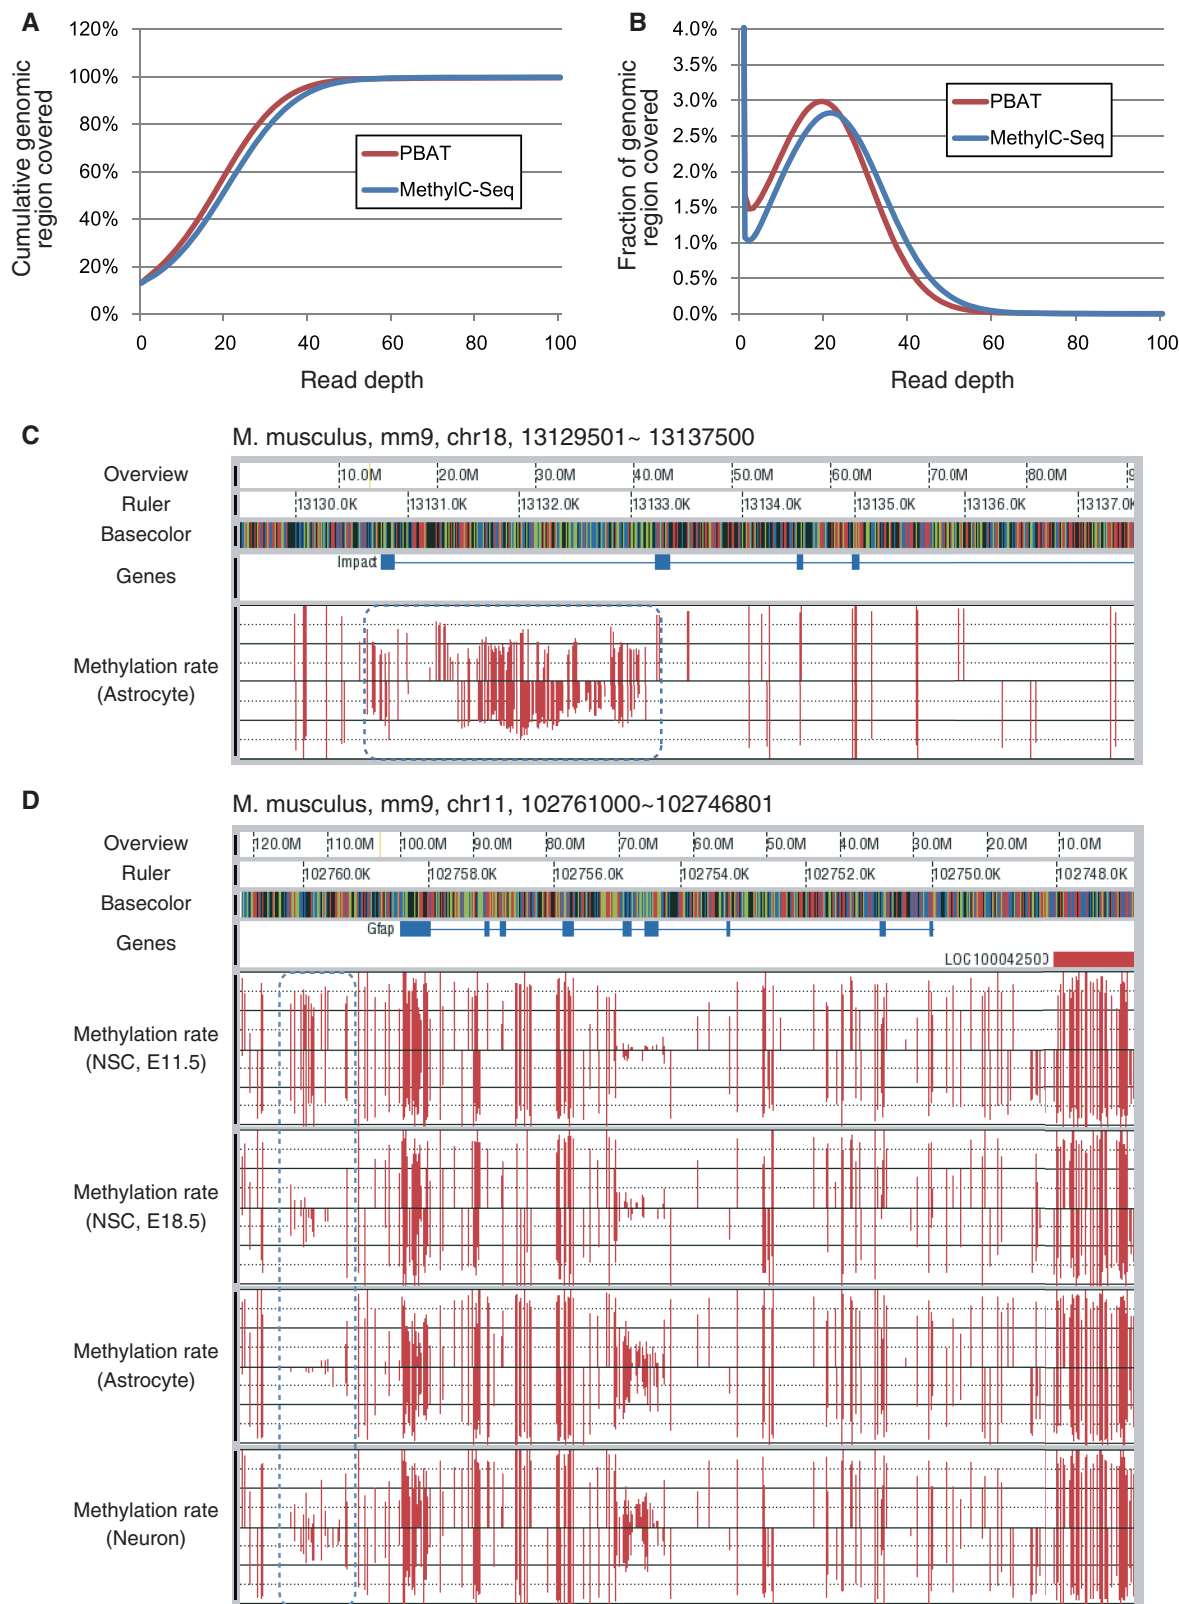 A
120%
100%
80%
60%
40%
20%
0%
0 20 40 60 80 100
Cumulative genomic
region covered
Read depth
PBAT
MethylC-Seq
B
4.0%
3.5%
3.0%
2.5%
2.0%
1.5%
1.0%
0.5%
0.0%
0 20 40 60 80 100
Fraction of genomic
region covered
Read depth
PBAT
MethylC-Seq
C
M. musculus, mm9, chr18, 13129501~ 13137500
Overview
10.0M 20.0M 30.0M 40.0M 50.0M 60.0M 70.0M 80.0M 9
Ruler
13130.0K 13131.0K 13132.0K 13133.0K 13134.0K 13135.0K 13136.0K 13137.0K
Basecolor
Genes
Impact
Methylation rate
(Astrocyte)
D
M. musculus, mm9, chr11, 102761000~102746801
Overview
120.0M 110.0M 100.0M 90.0M 80.0M 70.0M 60.0M 50.0M 40.0M 30.0M 20.0M 10.0M
Ruler
102760.0K 102758.0K 102756.0K 102754.0K 102752.0K 102750.0K 102748.0K
Basecolor
Genes
Gfap
LOC100042500
Methylation rate
(NSC, E11.5)
Methylation rate
(NSC, E18.5)
Methylation rate
(Astrocyte)
Methylation rate
(Neuron)